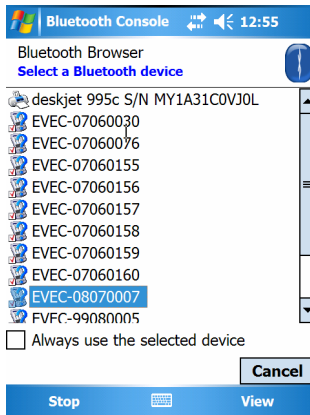 Bluetooth Console 12:55
Bluetooth Browser
Select a Bluetooth device
deskjet 995c S/N MY1A31C0VJ0L
EVEC-07060030
EVEC-07060076
EVEC-07060155
EVEC-07060156
EVEC-07060157
EVEC-07060158
EVEC-07060159
EVEC-07060160
EVEC-08070007
EVEC-99080005
Always use the selected device
Cancel
Stop View